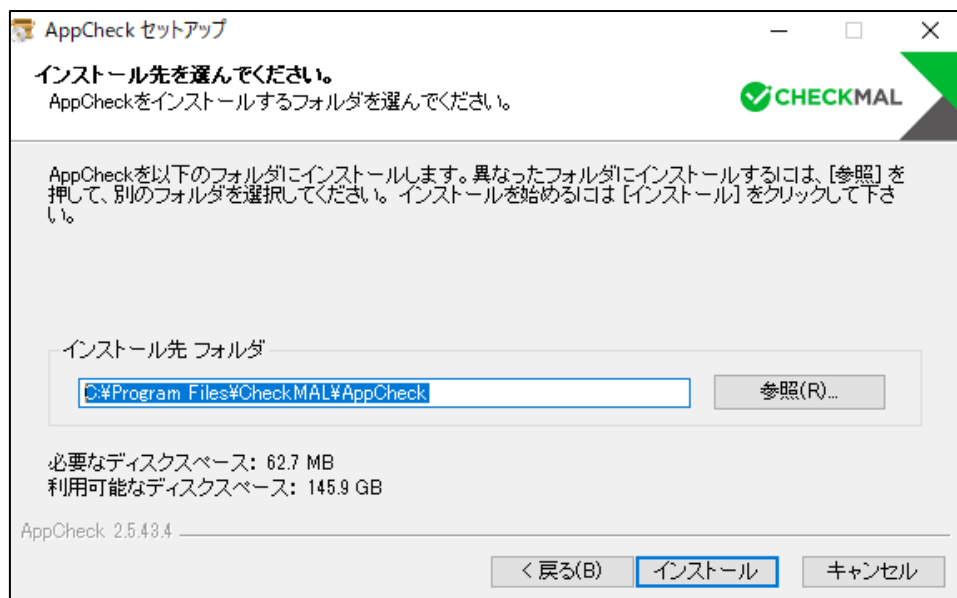 AppCheck セットアップ
インストール先を選んでください。
AppCheckをインストールするフォルダを選んでください。
CHECKMAL
AppCheckを以下のフォルダにインストールします。異なったフォルダにインストールするには、[参照] を
押して、別のフォルダを選択してください。インストールを始めるには [インストール] をクリックして下さ
い。
インストール先 フォルダ
C:¥Program Files¥CheckMAL¥AppCheck
参照(R)...
必要なディスクスペース: 62.7 MB
利用可能なディスクスペース: 145.9 GB
AppCheck 2.5.43.4
< 戻る(B)
インストール
キャンセル